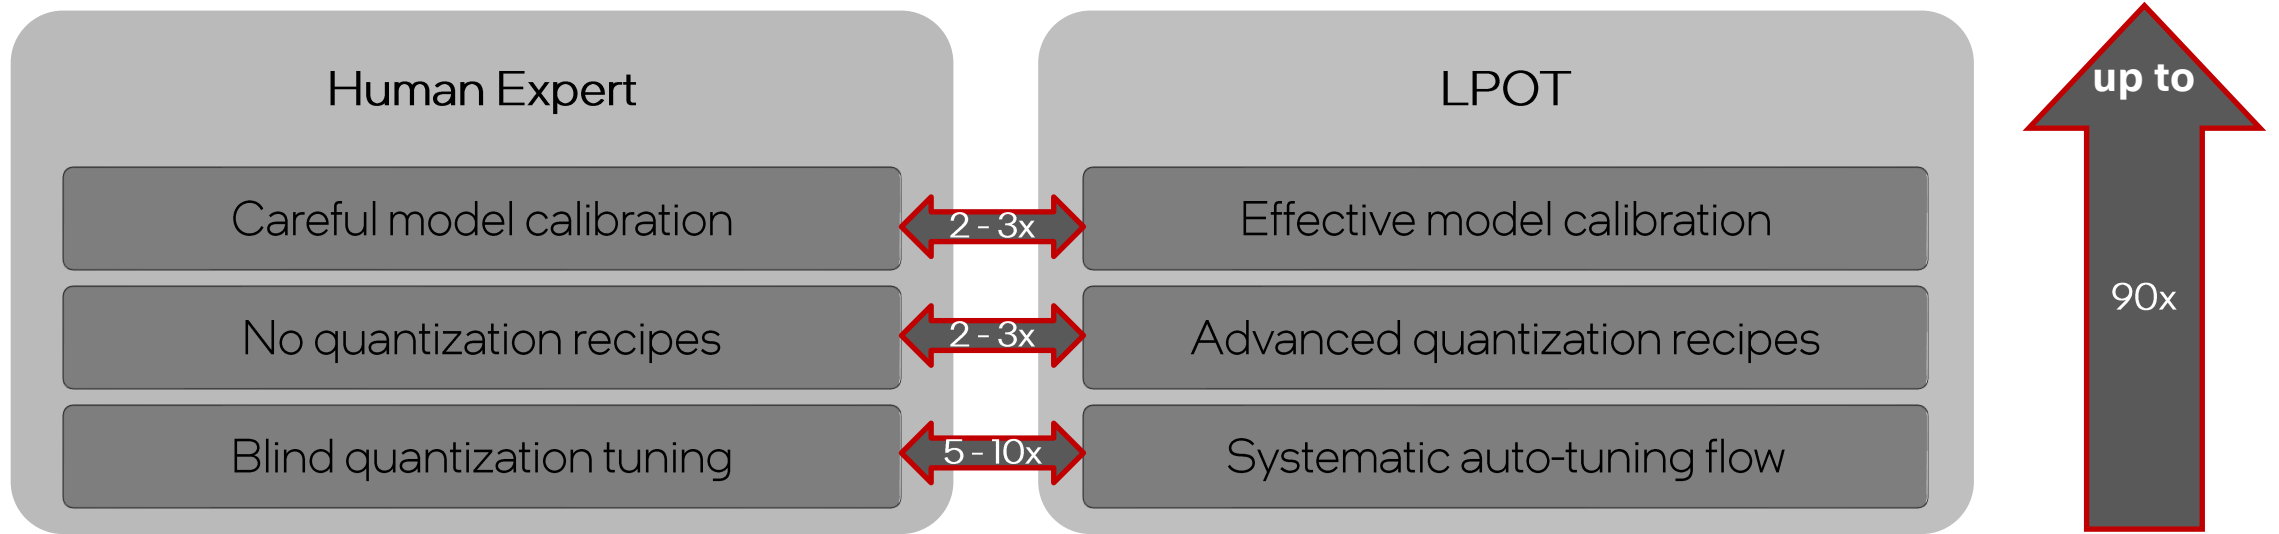 Human Expert
LPOT
up to
Careful model calibration
2 - 3x
Effective model calibration
90x
No quantization recipes
2 - 3x
Advanced quantization recipes
Blind quantization tuning
5 - 10x
Systematic auto-tuning flow